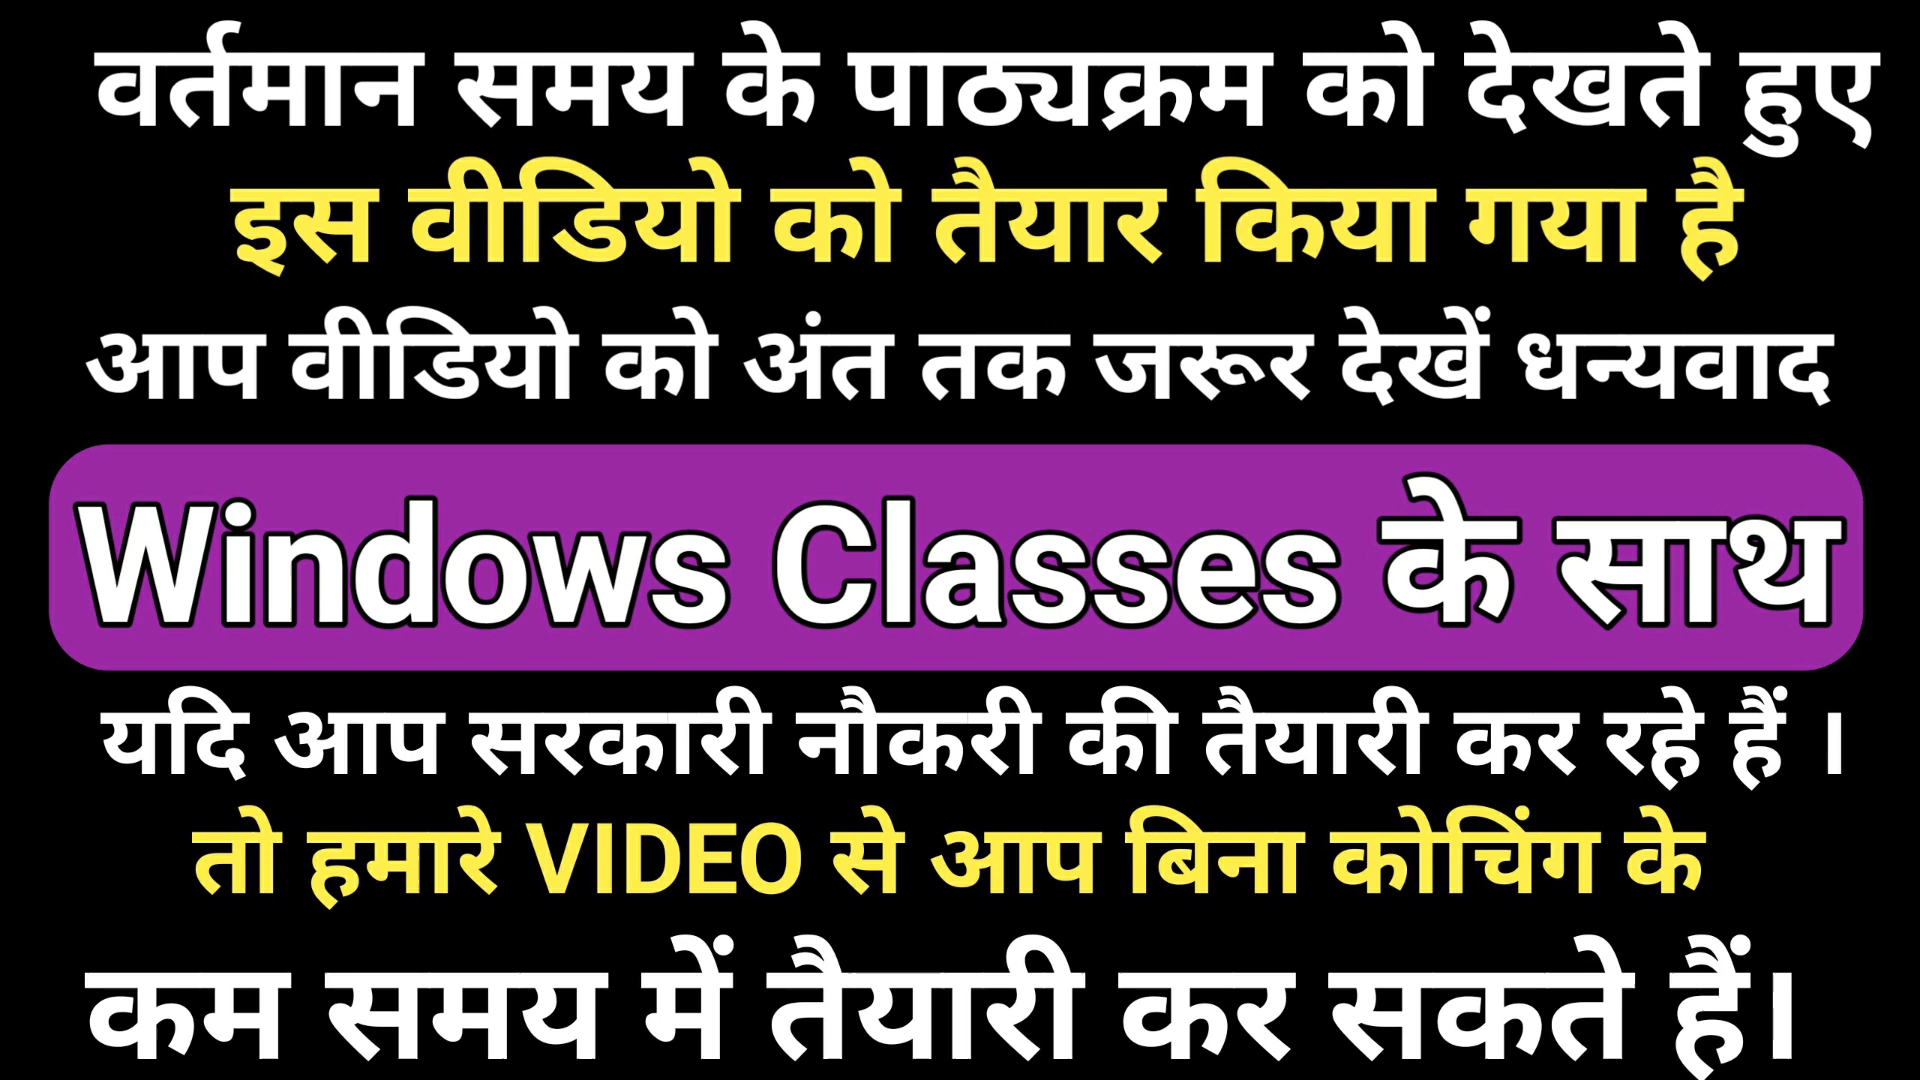 वर्तमान समय के पाठ्यक्रम को देखते हुए
इस वीडियो को तैयार किया गया है
आप वीडियो को अंत तक जरूर देखें धन्यवाद
Windows Classes के साथ
यदि आप सरकारी नौकरी की तैयारी कर रहे हैं ।
तो हमारे VIDEO से आप बिना कोचिंग के
कम समय में तैयारी कर सकते हैं।